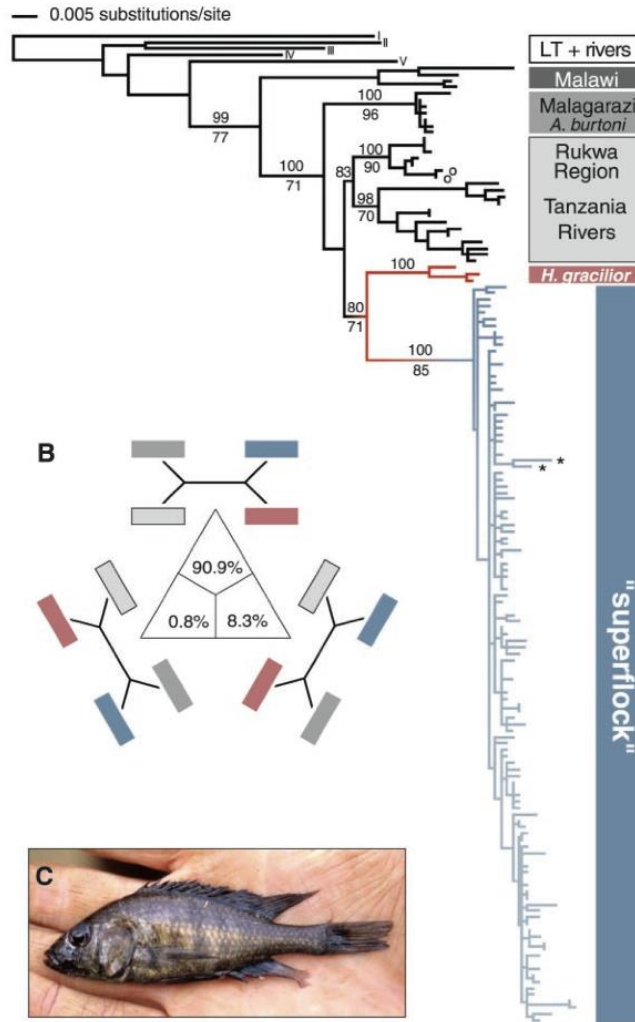 0.005 substitutions/site
I
II
III
IV
V
LT + rivers
Malawi
99
77
100
96
Malagarazi
A. burtoni
100
71
83
100
90
Rukwa
Region
98
70
Tanzania
Rivers
100
H. gracilior
80
71
100
85
* *
"superflock"
B
90.9%
0.8% 8.3%
C